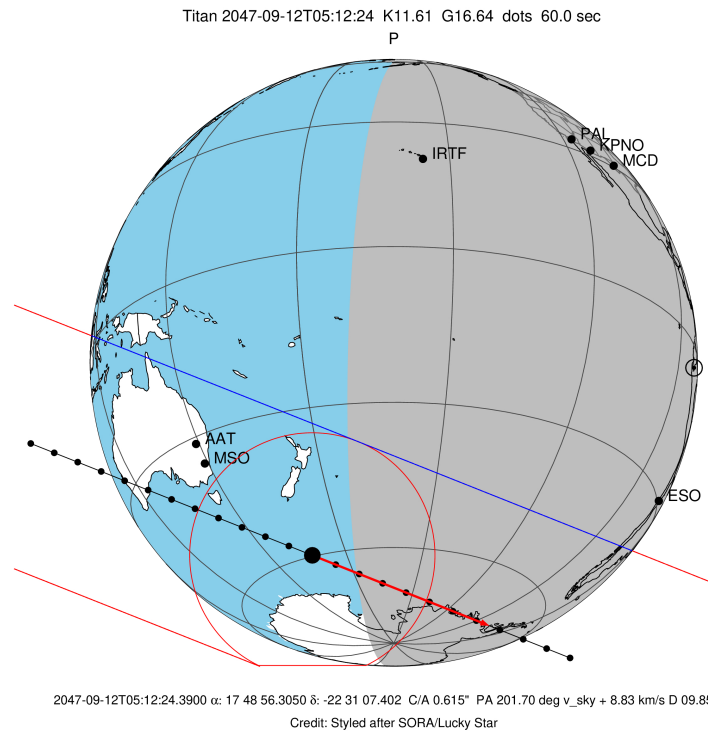 Titan 2047-09-12T05:12:24 K11.61 G16.64 dots 60.0 sec
P
PAL
KPNO
MCD
IRTF
AAT
MSO
ESO
2047-09-12T05:12:24.3900 α: 17 48 56.3050 δ: -22 31 07.402 C/A 0.615" PA 201.70 deg v_sky + 8.83 km/s D 09.85
Credit: Styled after SORA/Lucky Star